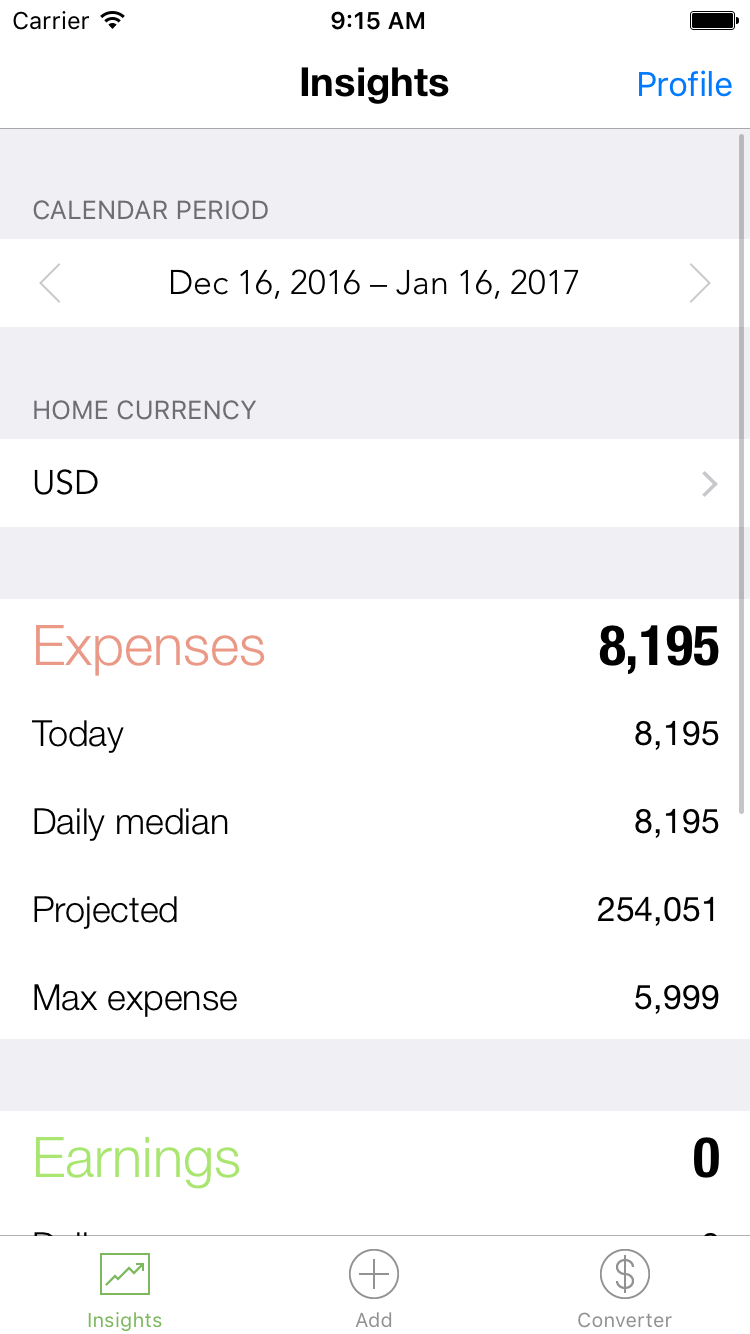 Carrier 9:15 AM
Insights Profile
CALENDAR PERIOD
Dec 16, 2016 – Jan 16, 2017
HOME CURRENCY
USD
Expenses 8,195
Today 8,195
Daily median 8,195
Projected 254,051
Max expense 5,999
Earnings 0
Insights Add Converter